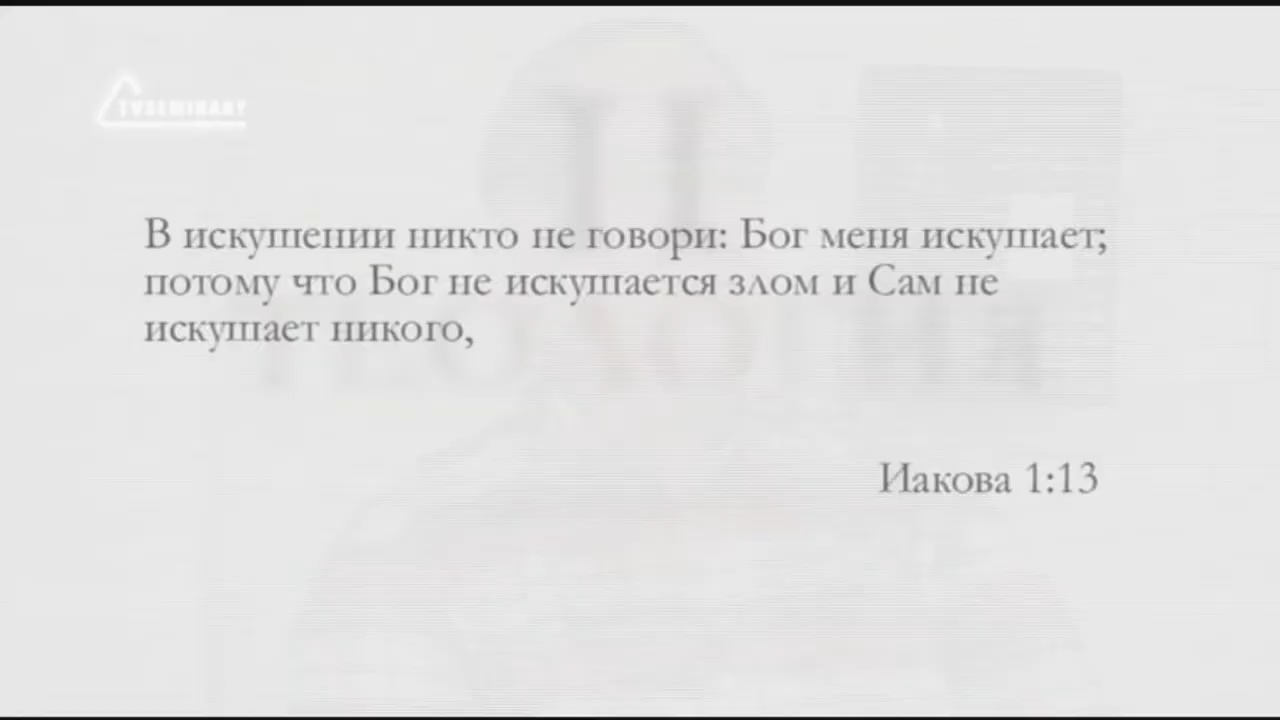 TVSEMINARY
В искушении никто не говори: Бог меня искушает;
потому что Бог не искушается злом и Сам не
искушает никого,
Иакова 1:13